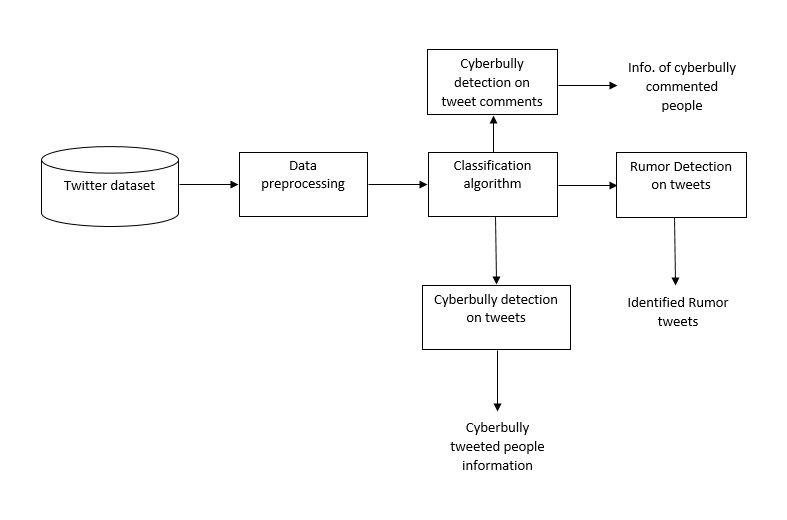 Cyberbully
detection on
tweet comments
Info. of cyberbully
commented
people
Twitter dataset
Data
preprocessing
Classification
algorithm
Rumor Detection
on tweets
Cyberbully detection
on tweets
Identified Rumor
tweets
Cyberbully
tweeted people
information